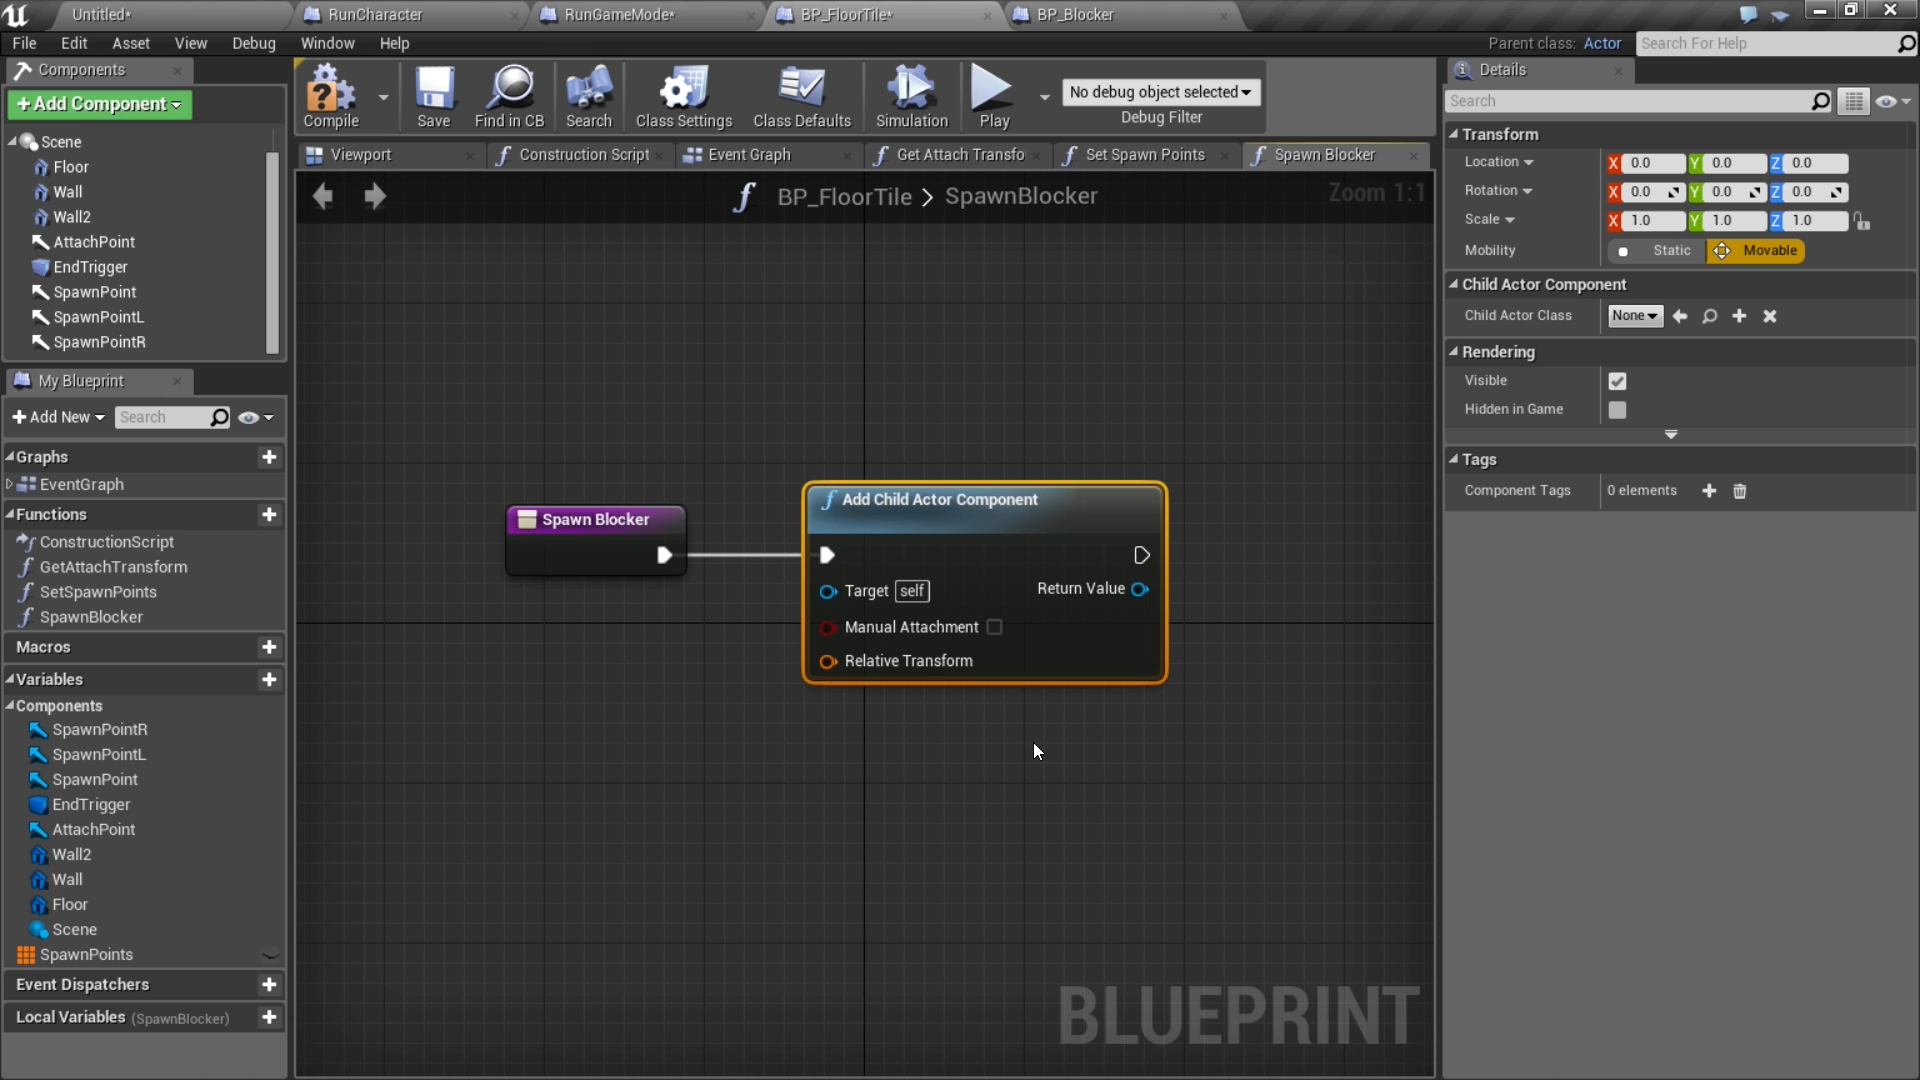 Untitled*
RunCharacter
RunGameMode*
BP_FloorTile*
BP_Blocker
File Edit Asset View Debug Window Help
Parent class: Actor
Search For Help
Components
+ Add Component
Scene
Floor
Wall
Wall2
AttachPoint
EndTrigger
SpawnPoint
SpawnPointL
SpawnPointR
My Blueprint
+ Add New
Search
Graphs
EventGraph
Functions
ConstructionScript
GetAttachTransform
SetSpawnPoints
SpawnBlocker
Macros
Variables
Components
SpawnPointR
SpawnPointL
SpawnPoint
EndTrigger
AttachPoint
Wall2
Wall
Floor
Scene
SpawnPoints
Event Dispatchers
Local Variables (SpawnBlocker)
Compile
Save
Find in CB
Search
Class Settings
Class Defaults
Simulation
Play
No debug object selected
Debug Filter
Viewport
Construction Script
Event Graph
Get Attach Transfo
Set Spawn Points
Spawn Blocker
BP_FloorTile > SpawnBlocker
Zoom 1:1
Spawn Blocker
Add Child Actor Component
Target self
Return Value
Manual Attachment
Relative Transform
BLUEPRINT
Details
Search
Transform
Location X 0.0 Y 0.0 Z 0.0
Rotation X 0.0 Y 0.0 Z 0.0
Scale X 1.0 Y 1.0 Z 1.0
Mobility Static Movable
Child Actor Component
Child Actor Class None
Rendering
Visible
Hidden in Game
Tags
Component Tags 0 elements